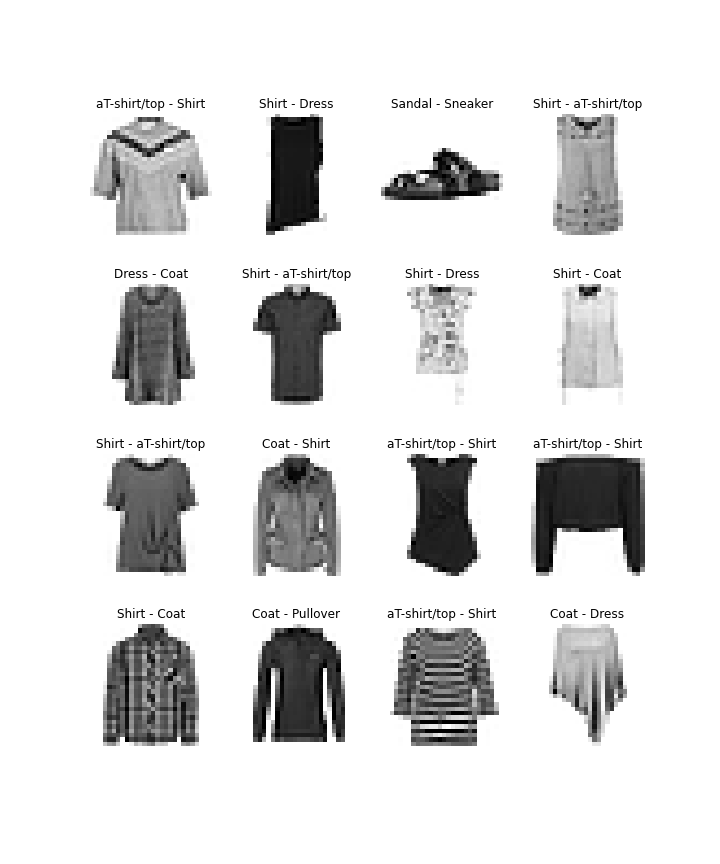 aT-shirt/top - Shirt
Shirt - Dress
Sandal - Sneaker
Shirt - aT-shirt/top
Dress - Coat
Shirt - aT-shirt/top
Shirt - Dress
Shirt - Coat
Shirt - aT-shirt/top
Coat - Shirt
aT-shirt/top - Shirt
aT-shirt/top - Shirt
Shirt - Coat
Coat - Pullover
aT-shirt/top - Shirt
Coat - Dress